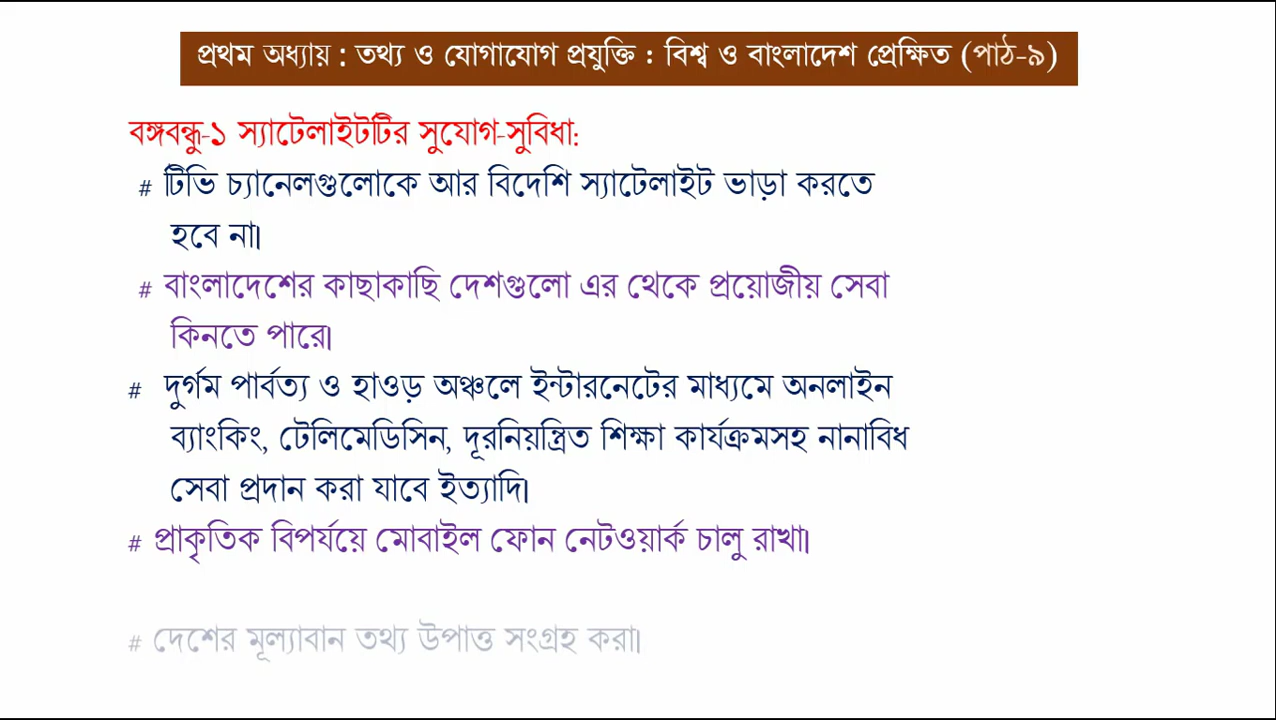 প্রথম অধ্যায় : তথ্য ও যোগাযোগ প্রযুক্তি : বিশ্ব ও বাংলাদেশ প্রেক্ষিত (পাঠ-৯)
বঙ্গবন্ধু-১ স্যাটেলাইটটির সুযোগ-সুবিধা:
# টিভি চ্যানেলগুলোকে আর বিদেশি স্যাটেলাইট ভাড়া করতে
হবে না।
# বাংলাদেশের কাছাকাছি দেশগুলো এর থেকে প্রয়োজীয় সেবা
কিনতে পারে।
# দুর্গম পার্বত্য ও হাওড় অঞ্চলে ইন্টারনেটের মাধ্যমে অনলাইন
ব্যাংকিং, টেলিমেডিসিন, দূরনিয়ন্ত্রিত শিক্ষা কার্যক্রমসহ নানাবিধ
সেবা প্রদান করা যাবে ইত্যাদি।
# প্রাকৃতিক বিপর্যয়ে মোবাইল ফোন নেটওয়ার্ক চালু রাখা।
# দেশের মূল্যাবান তথ্য উপাত্ত সংগ্রহ করা।